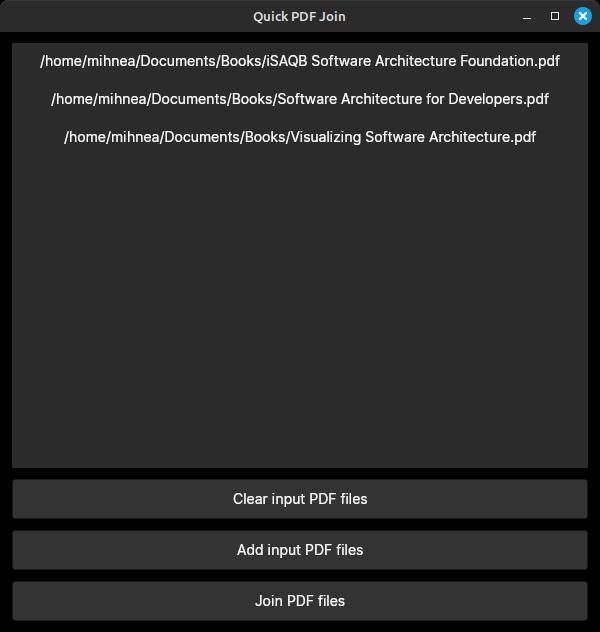 Quick PDF Join
/home/mihnea/Documents/Books/iSAQB Software Architecture Foundation.pdf
/home/mihnea/Documents/Books/Software Architecture for Developers.pdf
/home/mihnea/Documents/Books/Visualizing Software Architecture.pdf
Clear input PDF files
Add input PDF files
Join PDF files